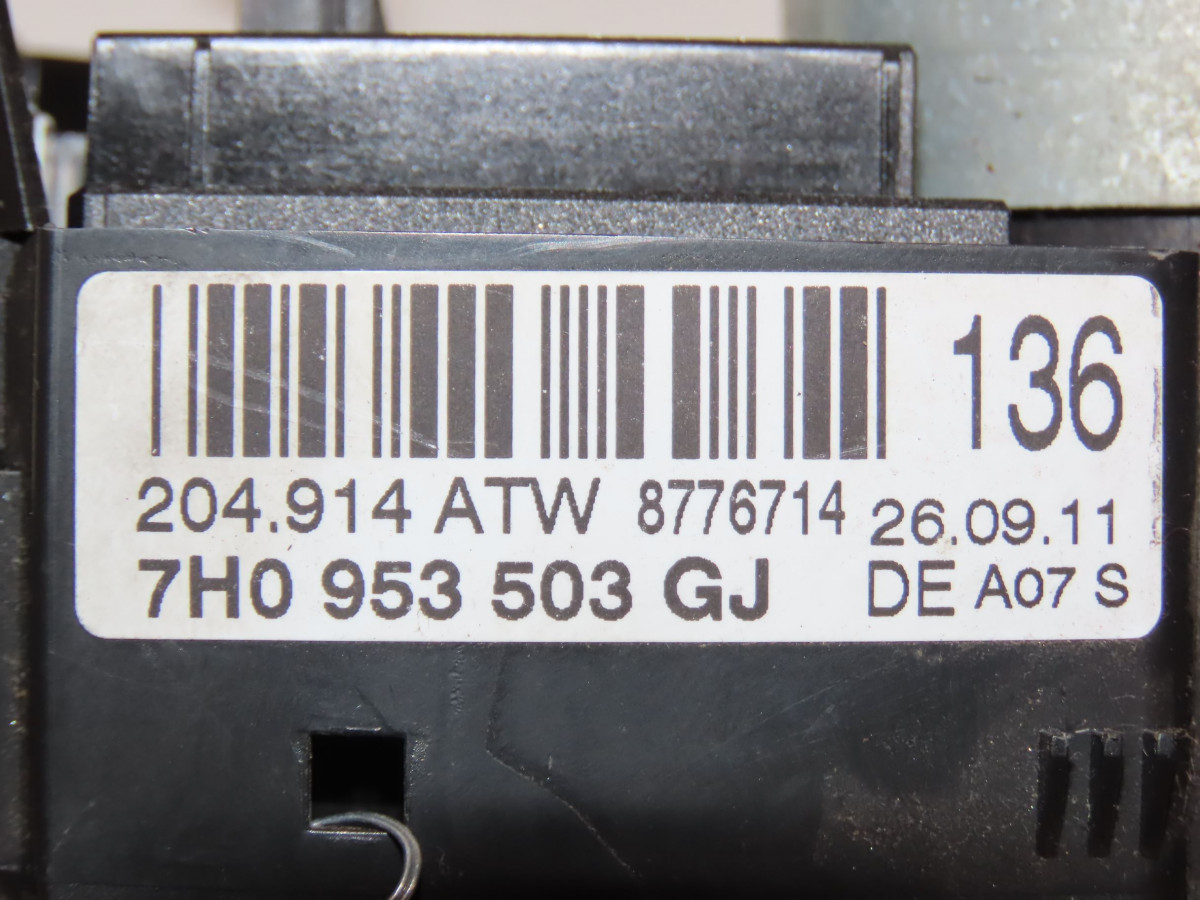 136
204.914 ATW 8776714 26.09.11
7H0 953 503 GJ DE A07 S